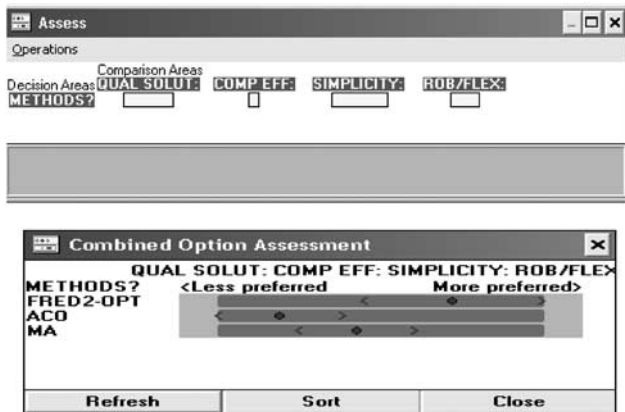 Assess
Operations
Comparison Areas
Decision Areas QUAL SOLUT: COMP EFF: SIMPLICITY: ROB/FLEX:
METHODS?
Combined Option Assessment
QUAL SOLUT: COMP EFF: SIMPLICITY: ROB/FLEX
METHODS? <Less preferred More preferred>
FRED2-OPT
ACO
MA
Refresh Sort Close